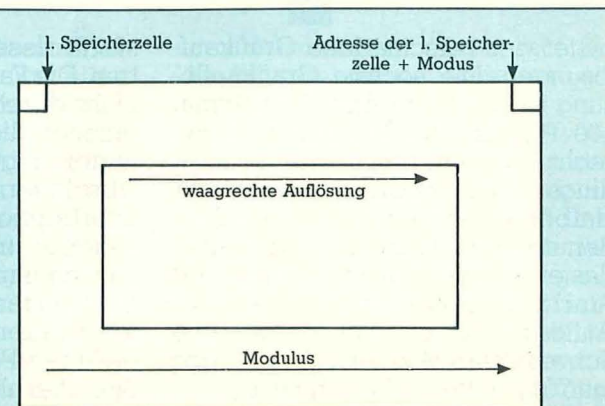 1. Speicherzelle
Adresse der 1. Speicher-
zelle + Modus
waagrechte Auflösung
Modulus